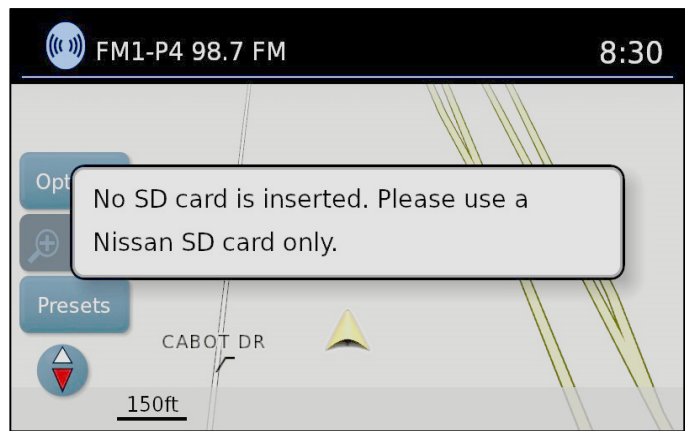 FM1-P4 98.7 FM
8:30
Opt
No SD card is inserted. Please use a
Nissan SD card only.
Presets
CABOT DR
150ft